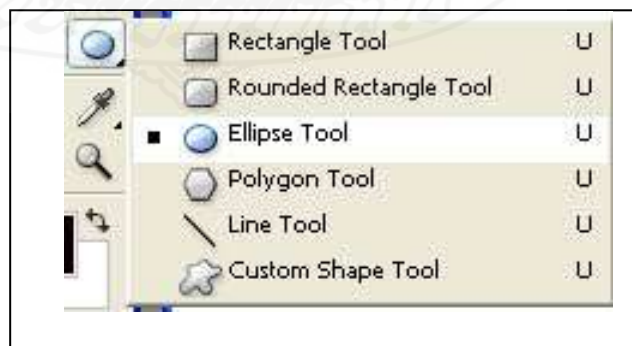 Rectangle Tool U
Rounded Rectangle Tool U
Ellipse Tool U
Polygon Tool U
Line Tool U
Custom Shape Tool U